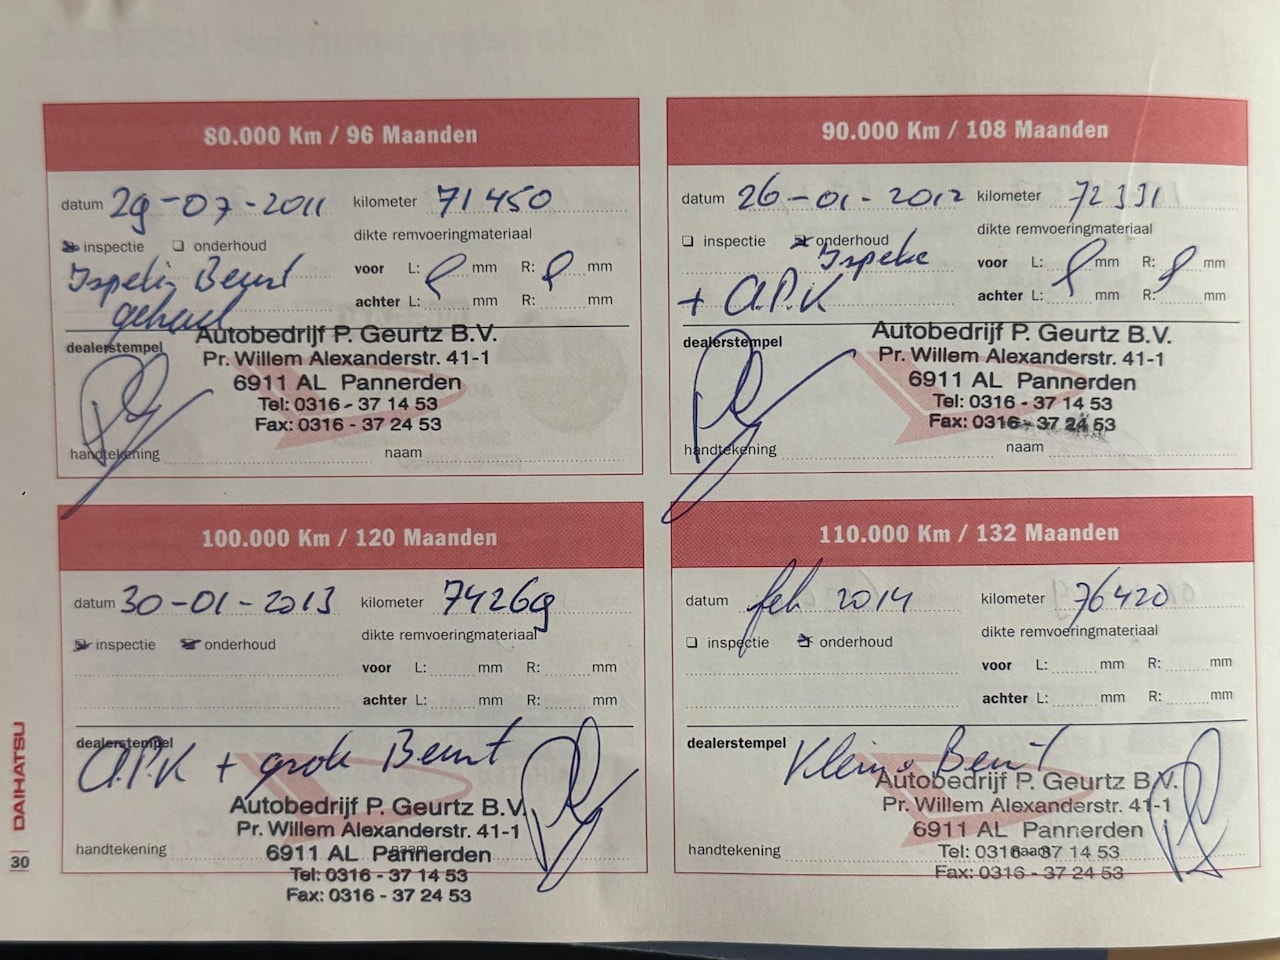 80.000 Km / 96 Maanden
datum 29-07-2011 kilometer 71450
inspectie onderhoud
dikte remvoeringmateriaal
voor L: 8 mm R: 8 mm
achter L: mm R: mm
Beurt
gehad
dealerstempel
Autobedrijf P. Geurtz B.V.
Pr. Willem Alexanderstr. 41-1
6911 AL Pannerden
Tel: 0316 - 37 14 53
Fax: 0316 - 37 24 53
handtekening naam
90.000 Km / 108 Maanden
datum 26-01-2012 kilometer 72331
inspectie onderhoud
dikte remvoeringmateriaal
voor L: 8 mm R: 8 mm
achter L: mm R: mm
+ A.P.K
dealerstempel
Autobedrijf P. Geurtz B.V.
Pr. Willem Alexanderstr. 41-1
6911 AL Pannerden
Tel: 0316 - 37 14 53
Fax: 0316 - 37 24 53
handtekening naam
100.000 Km / 120 Maanden
datum 30-01-2013 kilometer 74269
inspectie onderhoud
dikte remvoeringmateriaal
voor L: mm R: mm
achter L: mm R: mm
dealerstempel
A.P.K + grote Beurt
Autobedrijf P. Geurtz B.V.
Pr. Willem Alexanderstr. 41-1
handtekening naam
6911 AL Pannerden
Tel: 0316 - 37 14 53
Fax: 0316 - 37 24 53
110.000 Km / 132 Maanden
datum feb 2014 kilometer 76420
inspectie onderhoud
dikte remvoeringmateriaal
voor L: mm R: mm
achter L: mm R: mm
dealerstempel
Kleine Beurt
Autobedrijf P. Geurtz B.V.
Pr. Willem Alexanderstr. 41-1
6911 AL Pannerden
handtekening naam
Tel: 0316 - 37 14 53
Fax: 0316 - 37 24 53
DAIHATSU
30